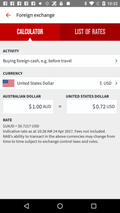 10:32
Foreign exchange
CALCULATOR
LIST OF RATES
ACTIVITY
Buying foreign cash, e.g. before travel
CURRENCY
United States Dollar
$ USD
AUSTRALIAN DOLLAR
UNITED STATES DOLLAR
$1.00 AUD
=
$0.72 USD
RATE
Indicative rate as at 10:26 AM 24 Apr 2017. Fees not included.
NAB's ability to transact in the above currencies may change from
time to time subject to exchange control laws and rules.